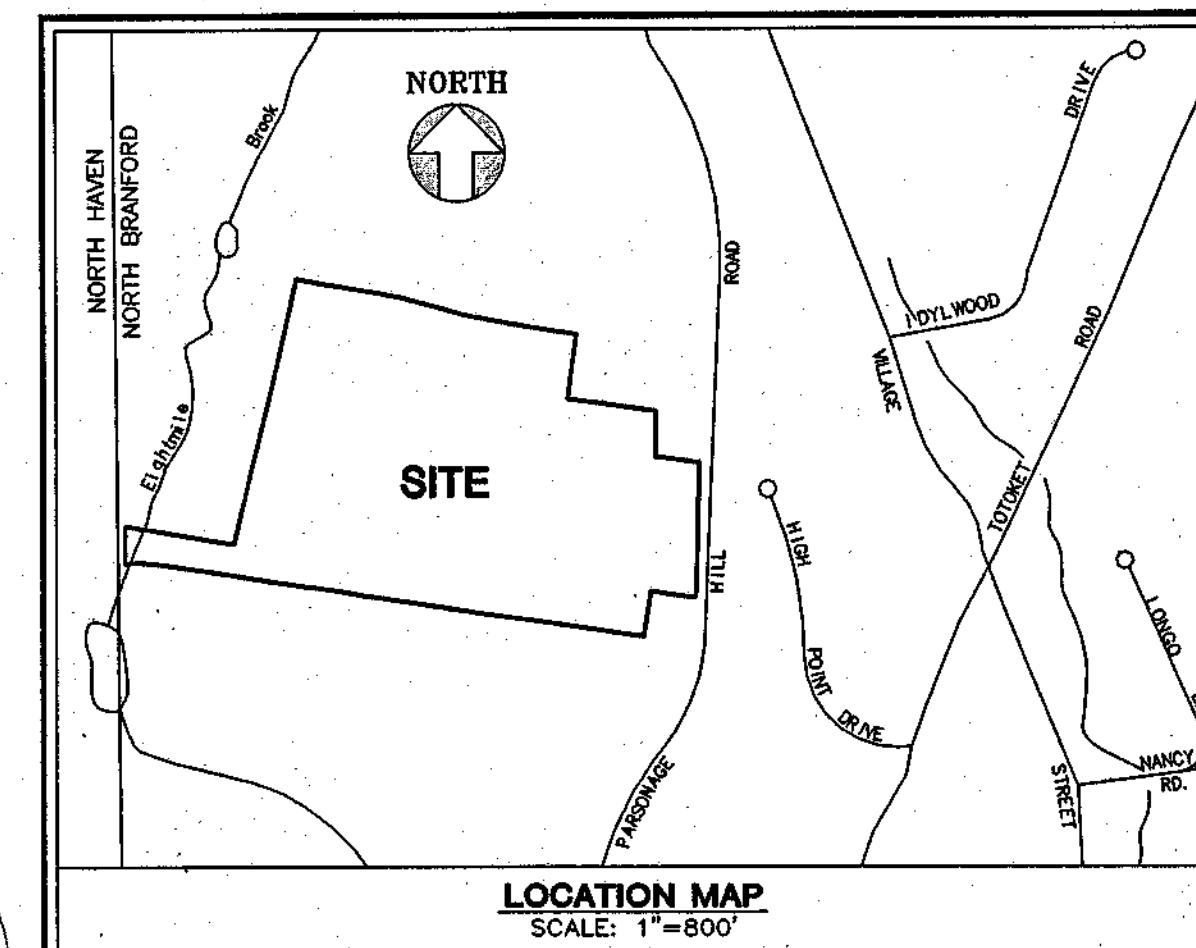 NORTH
Brook
DRIVE
NORTH HAVEN
NORTH BRANFORD
ROAD
IDYLWOOD
ROAD
VILLAGE
Eightmile
SITE
TOTOKET
HIGH
HILL
LONGO
POINT
DRIVE
NANCY
RD.
STREET
PARSONAGE
LOCATION MAP
SCALE: 1"=800'